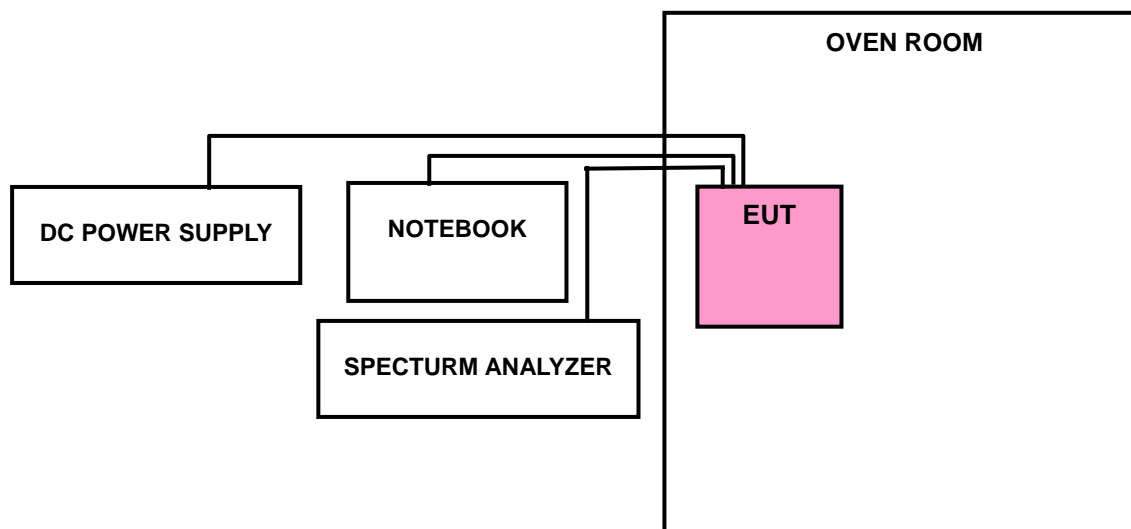 OVEN ROOM
DC POWER SUPPLY
NOTEBOOK
EUT
SPECTURM ANALYZER